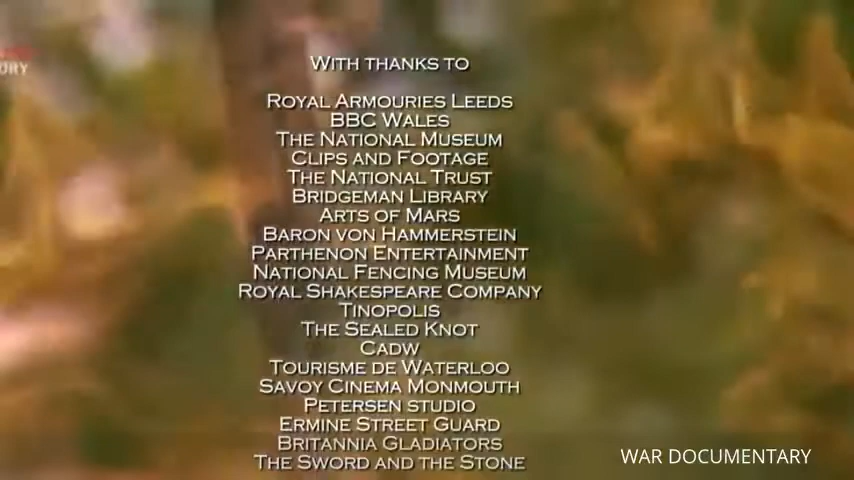 ORY
WITH THANKS TO
ROYAL ARMOURIES LEEDS
BBC WALES
THE NATIONAL MUSEUM
CLIPS AND FOOTAGE
THE NATIONAL TRUST
BRIDGEMAN LIBRARY
ARTS OF MARS
BARON VON HAMMERSTEIN
PARTHENON ENTERTAINMENT
NATIONAL FENCING MUSEUM
ROYAL SHAKESPEARE COMPANY
TINOPOLIS
THE SEALED KNOT
CADW
TOURISME DE WATERLOO
SAVOY CINEMA MONMOUTH
PETERSEN STUDIO
ERMINE STREET GUARD
BRITANNIA GLADIATORS
THE SWORD AND THE STONE
WAR DOCUMENTARY